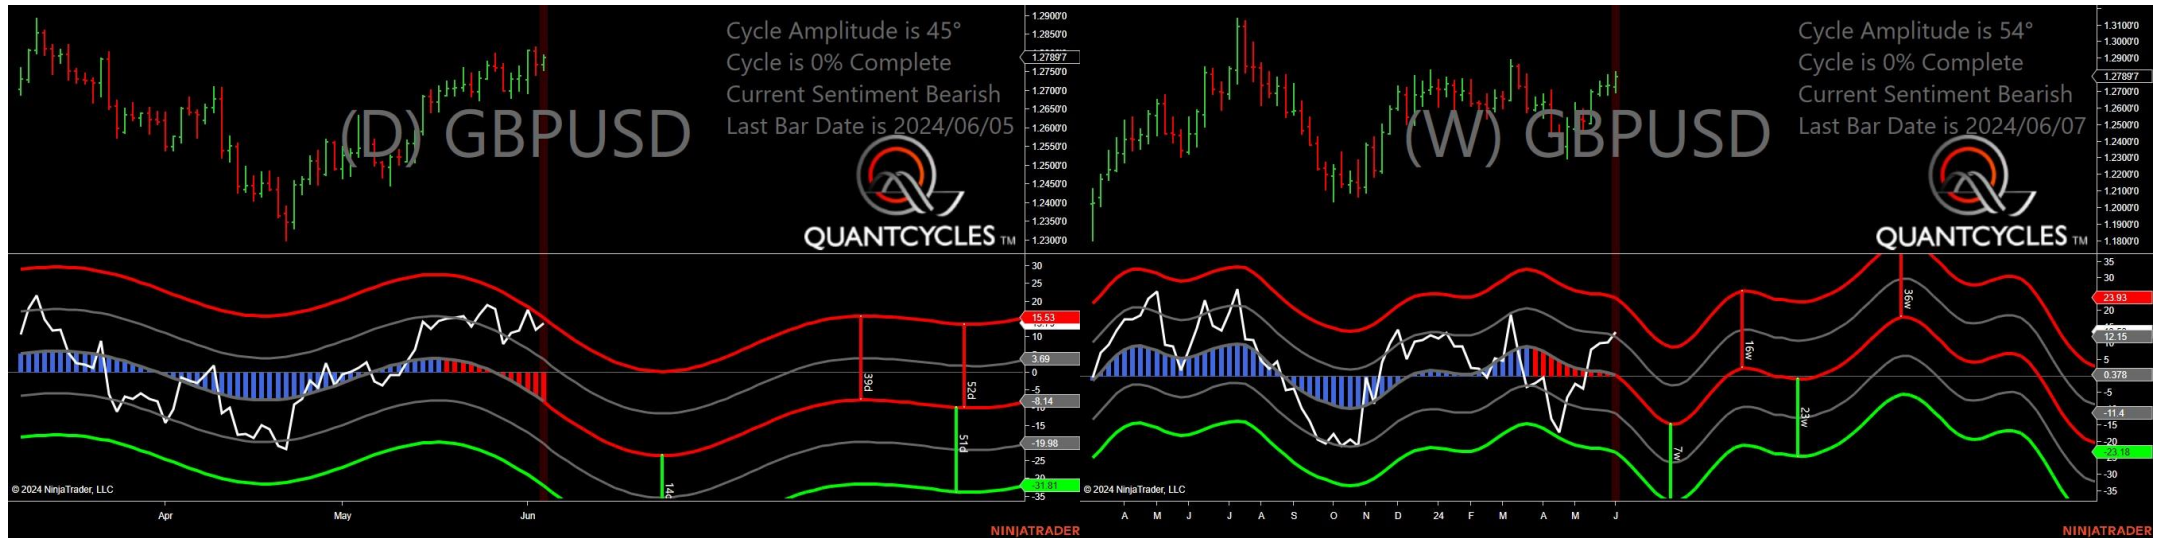 Cycle Amplitude is 45°
Cycle is 0% Complete
Current Sentiment Bearish
Last Bar Date is 2024/06/05
(D) GBPUSD
QUANTCYCLES TM
1.2900'0
1.2850'0
1.2789'7
1.2750'0
1.2700'0
1.2650'0
1.2600'0
1.2550'0
1.2500'0
1.2450'0
1.2400'0
1.2350'0
1.2300'0
30
25
20
15.53
10
3.69
0
-5
-8.14
-15
-19.98
-25
-31.81
-35
39d
52d
51d
© 2024 NinjaTrader, LLC
Apr
May
Jun
NINJATRADER
Cycle Amplitude is 54°
Cycle is 0% Complete
Current Sentiment Bearish
Last Bar Date is 2024/06/07
(W) GBPUSD
QUANTCYCLES TM
1.3100'0
1.3000'0
1.2900'0
1.2789'7
1.2700'0
1.2600'0
1.2500'0
1.2400'0
1.2300'0
1.2200'0
1.2100'0
1.2000'0
1.1900'0
1.1800'0
35
30
23.93
20
12.15
5
0.378
-5
-11.4
-15
-20
-23.18
-30
-35
7w
16w
23w
36w
© 2024 NinjaTrader, LLC
A M J J A S O N D 24 F M A M J
NINJATRADER